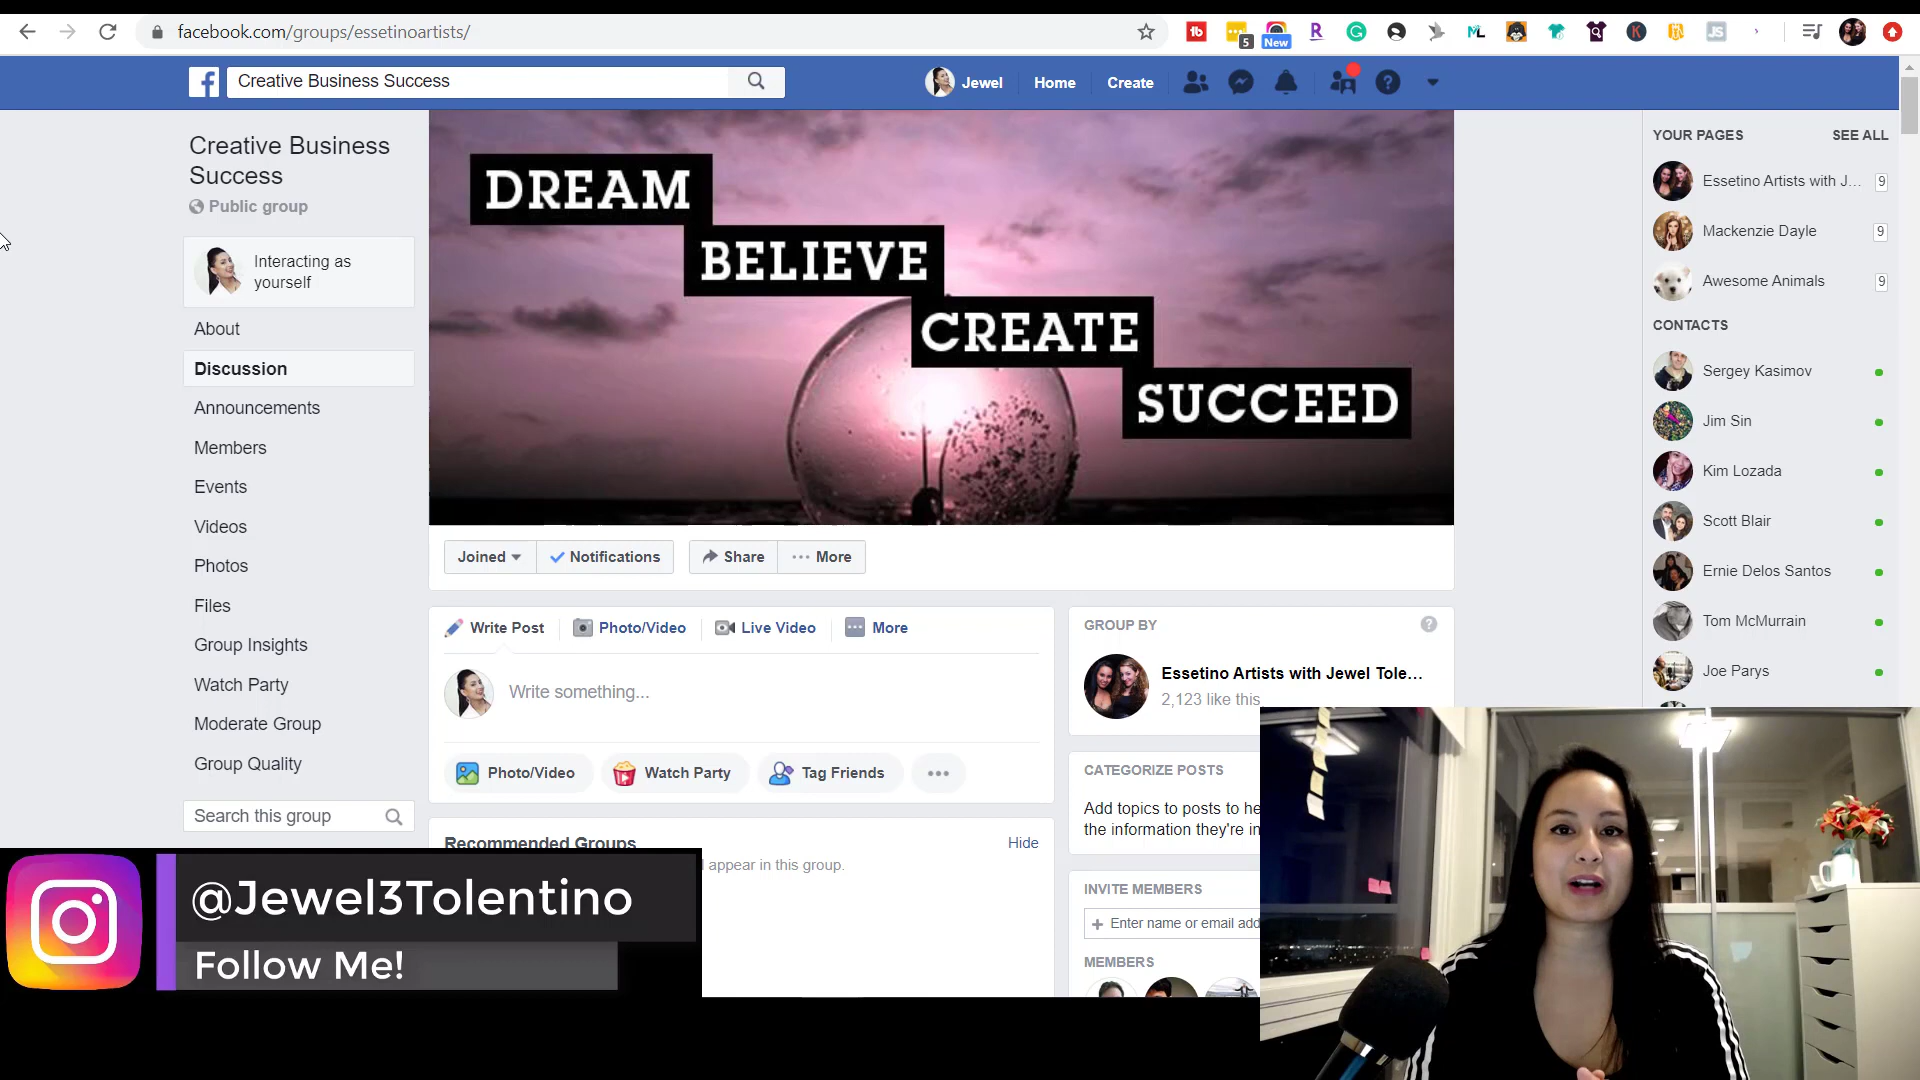 facebook.com/groups/essetinoartists/
5
New
Creative Business Success
Jewel
Home
Create
Creative Business
Success
Public group
Interacting as
yourself
About
Discussion
Announcements
Members
Events
Videos
Photos
Files
Group Insights
Watch Party
Moderate Group
Group Quality
Search this group
DREAM
BELIEVE
CREATE
SUCCEED
Joined
Notifications
Share
More
Write Post
Photo/Video
Live Video
More
Write something...
Photo/Video
Watch Party
Tag Friends
Recommended Groups
Hide
appear in this group.
GROUP BY
Essetino Artists with Jewel Tole...
2,123 like this
CATEGORIZE POSTS
Add topics to posts to he
the information they're in
INVITE MEMBERS
+ Enter name or email add
MEMBERS
YOUR PAGES
SEE ALL
Essetino Artists with J...
9
Mackenzie Dayle
9
Awesome Animals
9
CONTACTS
Sergey Kasimov
Jim Sin
Kim Lozada
Scott Blair
Ernie Delos Santos
Tom McMurrain
Joe Parys
@Jewel3Tolentino
Follow Me!